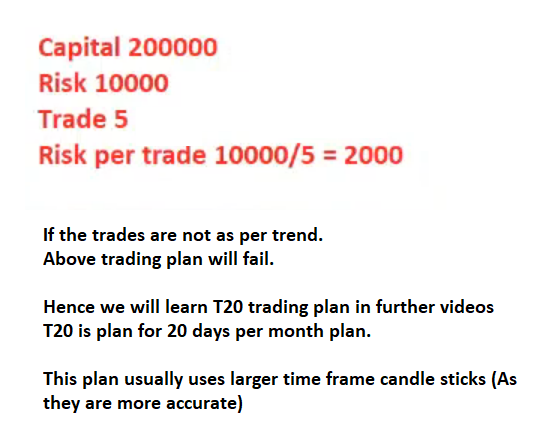 Capital 200000
Risk 10000
Trade 5
Risk per trade 10000/5 = 2000
If the trades are not as per trend.
Above trading plan will fail.
Hence we will learn T20 trading plan in further videos
T20 is plan for 20 days per month plan.
This plan usually uses larger time frame candle sticks (As
they are more accurate)